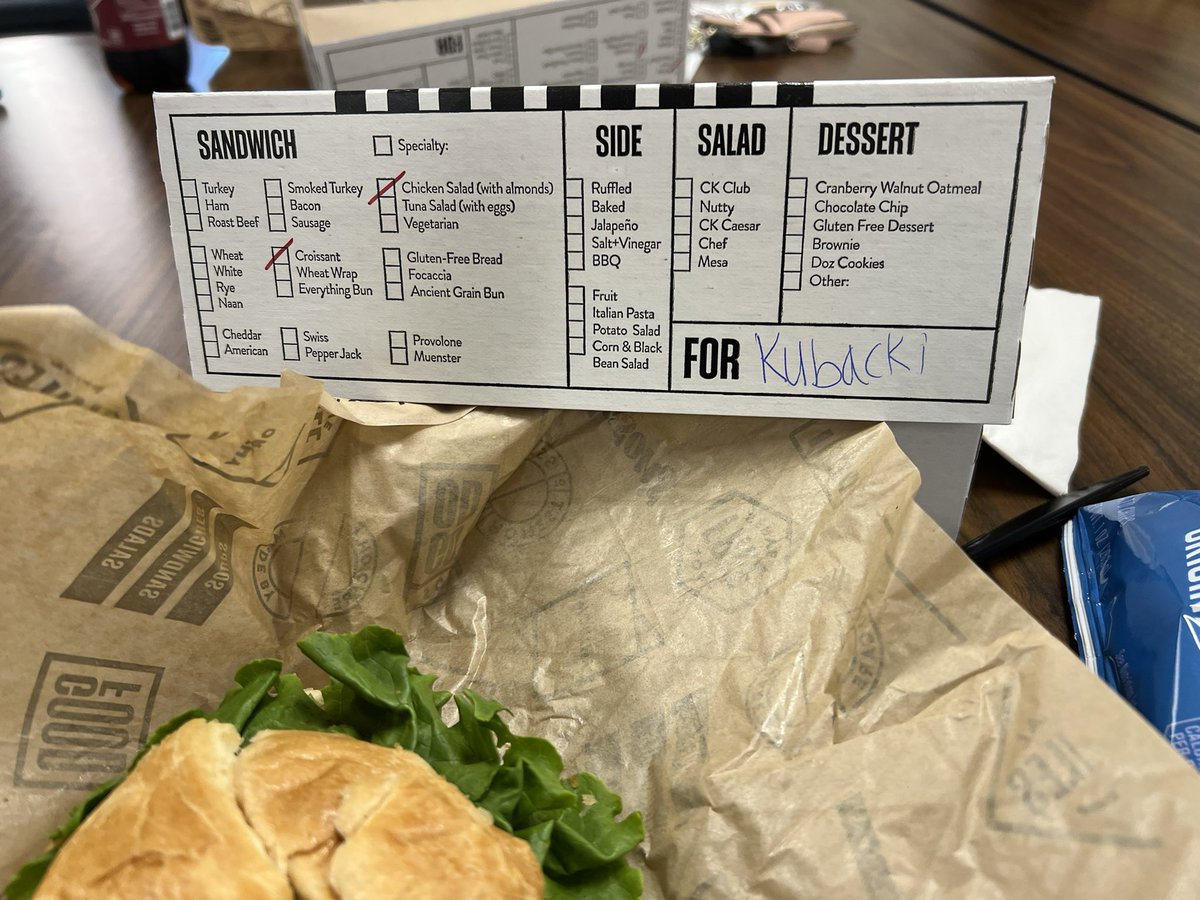 SANDWICH
Specialty:
Turkey
Ham
Roast Beef
Smoked Turkey
Bacon
Sausage
Chicken Salad (with almonds)
Tuna Salad (with eggs)
Vegetarian
Wheat
White
Rye
Naan
Croissant
Wheat Wrap
Everything Bun
Gluten-Free Bread
Focaccia
Ancient Grain Bun
Cheddar
American
Swiss
Pepper Jack
Provolone
Muenster
SIDE
Ruffled
Baked
Jalapeño
Salt+Vinegar
BBQ
Fruit
Italian Pasta
Potato Salad
Corn & Black
Bean Salad
SALAD
CK Club
Nutty
CK Caesar
Chef
Mesa
DESSERT
Cranberry Walnut Oatmeal
Chocolate Chip
Gluten Free Dessert
Brownie
Doz Cookies
Other:
FOR Kubacki
SALADS
SANDWICHES
SOUPS
GOOD